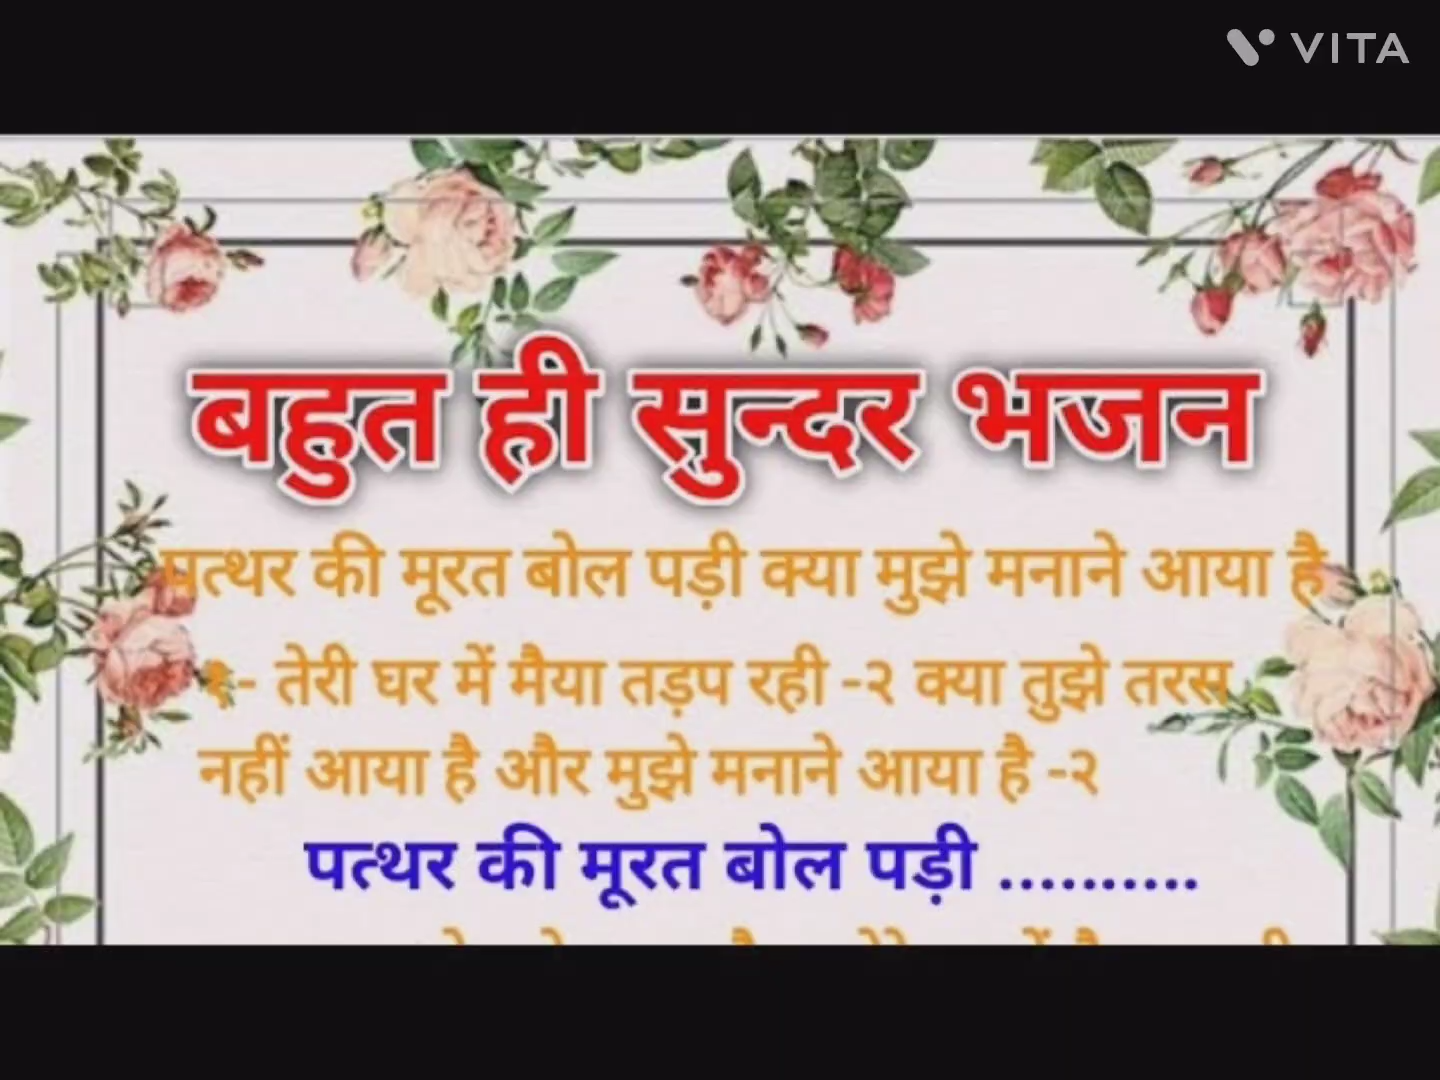 VITA
बहुत ही सुन्दर भजन
पत्थर की मूरत बोल पड़ी क्या मुझे मनाने आया है
१- तेरी घर में मैया तड़प रही -२ क्या तुझे तरस
नहीं आया है और मुझे मनाने आया है -२
पत्थर की मूरत बोल पड़ी ..........